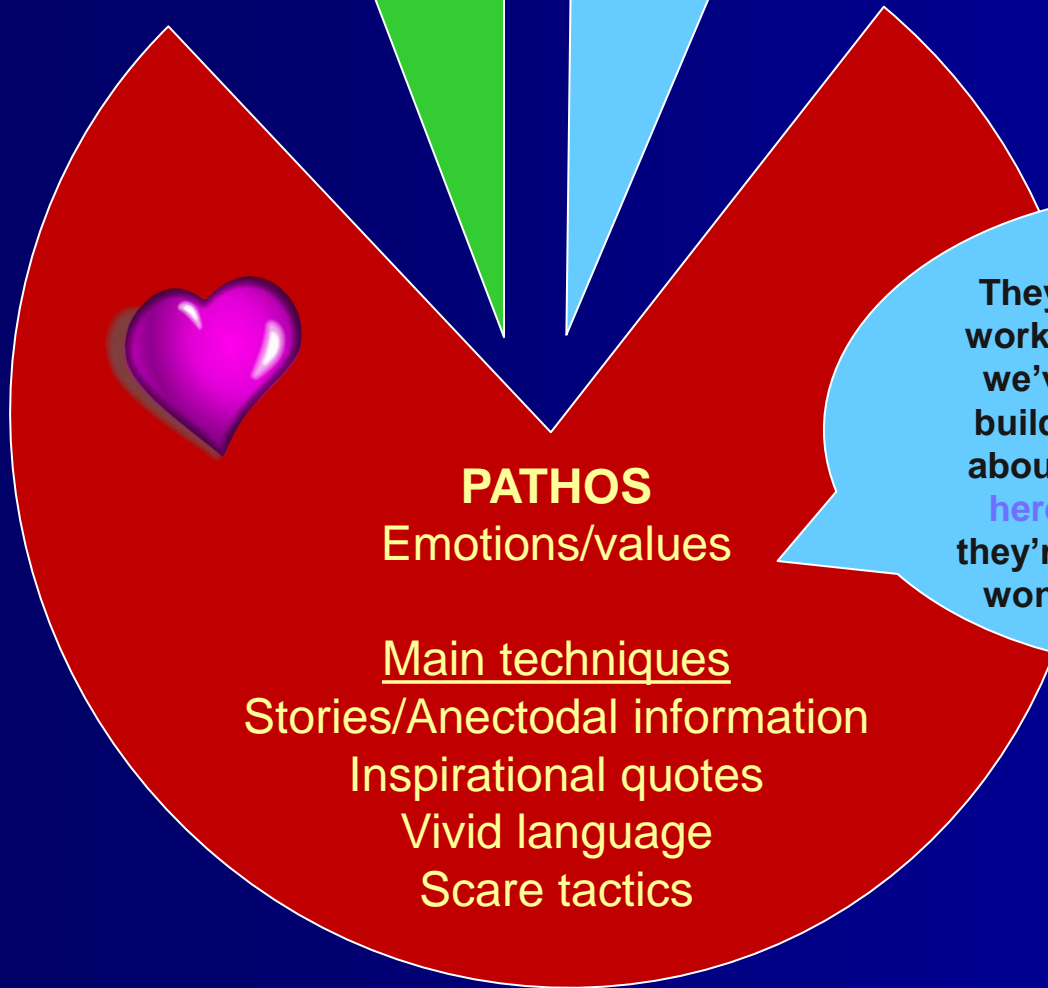 PATHOS
Emotions/values
Main techniques
Stories/Anectodal information
Inspirational quotes
Vivid language
Scare tactics
They
work
we'v
build
abou
here
they'r
won